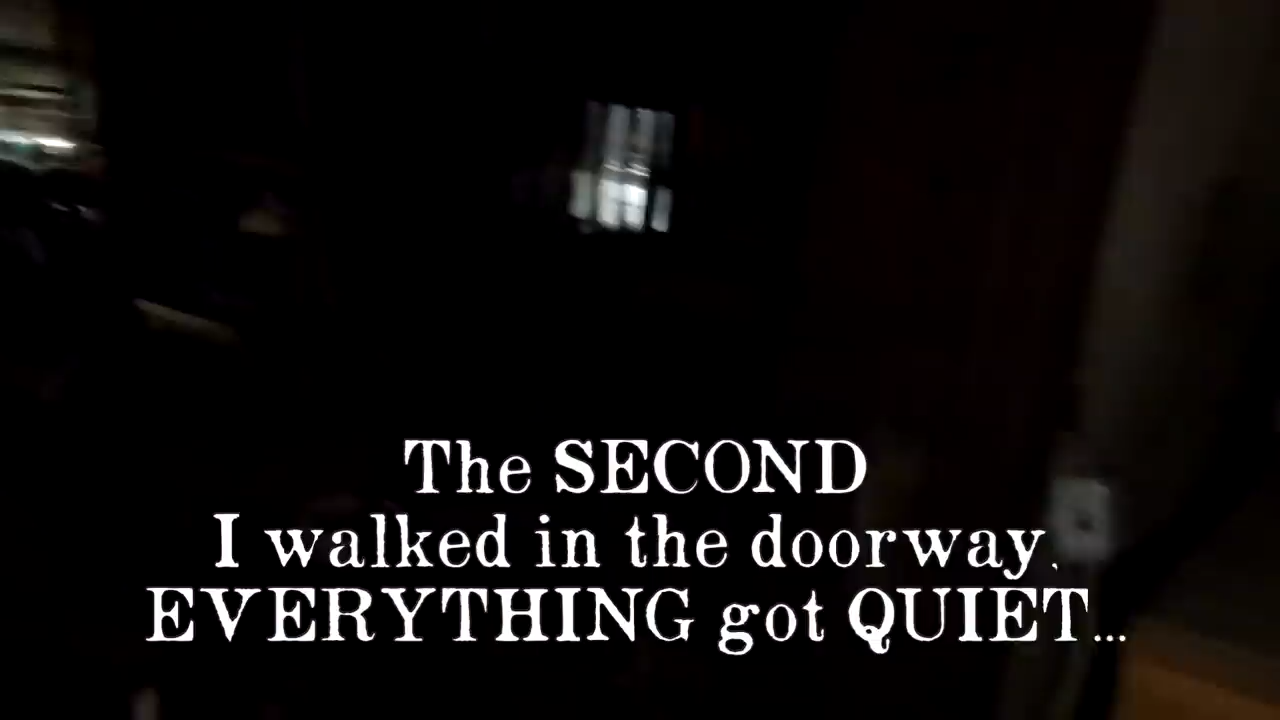 The SECOND
I walked in the doorway,
EVERYTHING got QUIET...